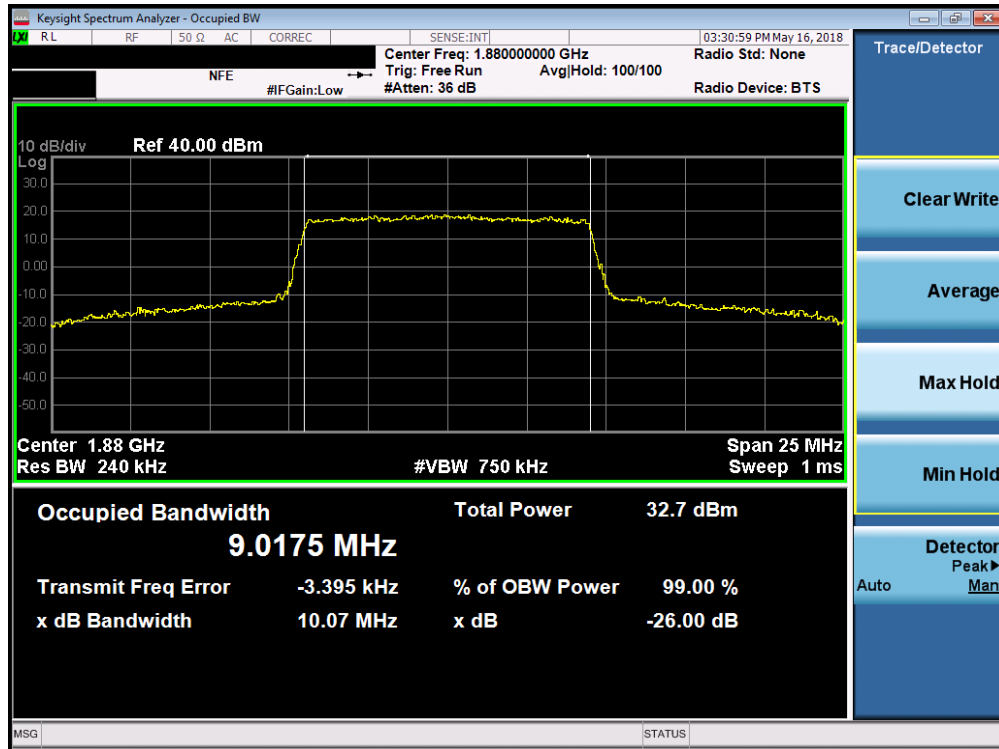 Keysight Spectrum Analyzer - Occupied BW
LXI RL RF 50 Ω AC CORREC SENSE:INT 03:30:59 PM May 16, 2018
Center Freq: 1.880000000 GHz Radio Std: None
NFE Trig: Free Run Avg|Hold: 100/100
#IFGain:Low #Atten: 36 dB Radio Device: BTS
Trace/Detector
10 dB/div Ref 40.00 dBm
Log
30.0
20.0
10.0
0.00
-10.0
-20.0
-30.0
-40.0
-50.0
Center 1.88 GHz Span 25 MHz
Res BW 240 kHz #VBW 750 kHz Sweep 1 ms
Occupied Bandwidth Total Power 32.7 dBm
9.0175 MHz
Transmit Freq Error -3.395 kHz % of OBW Power 99.00 %
x dB Bandwidth 10.07 MHz x dB -26.00 dB
Clear Write
Average
Max Hold
Min Hold
Detector
Peak▶
Auto Man
MSG STATUS